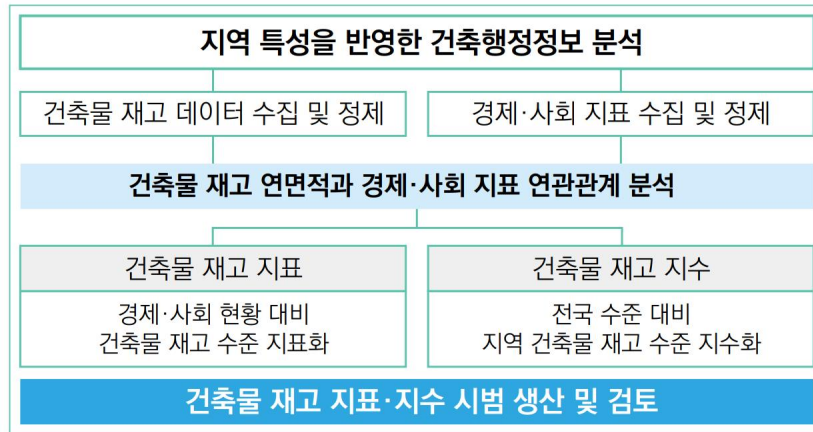 지역 특성을 반영한 건축행정정보 분석
건축물 재고 데이터 수집 및 정제
경제·사회 지표 수집 및 정제
건축물 재고 연면적과 경제·사회 지표 연관관계 분석
건축물 재고 지표
경제·사회 현황 대비
건축물 재고 수준 지표화
건축물 재고 지수
전국 수준 대비
지역 건축물 재고 수준 지수화
건축물 재고 지표·지수 시범 생산 및 검토